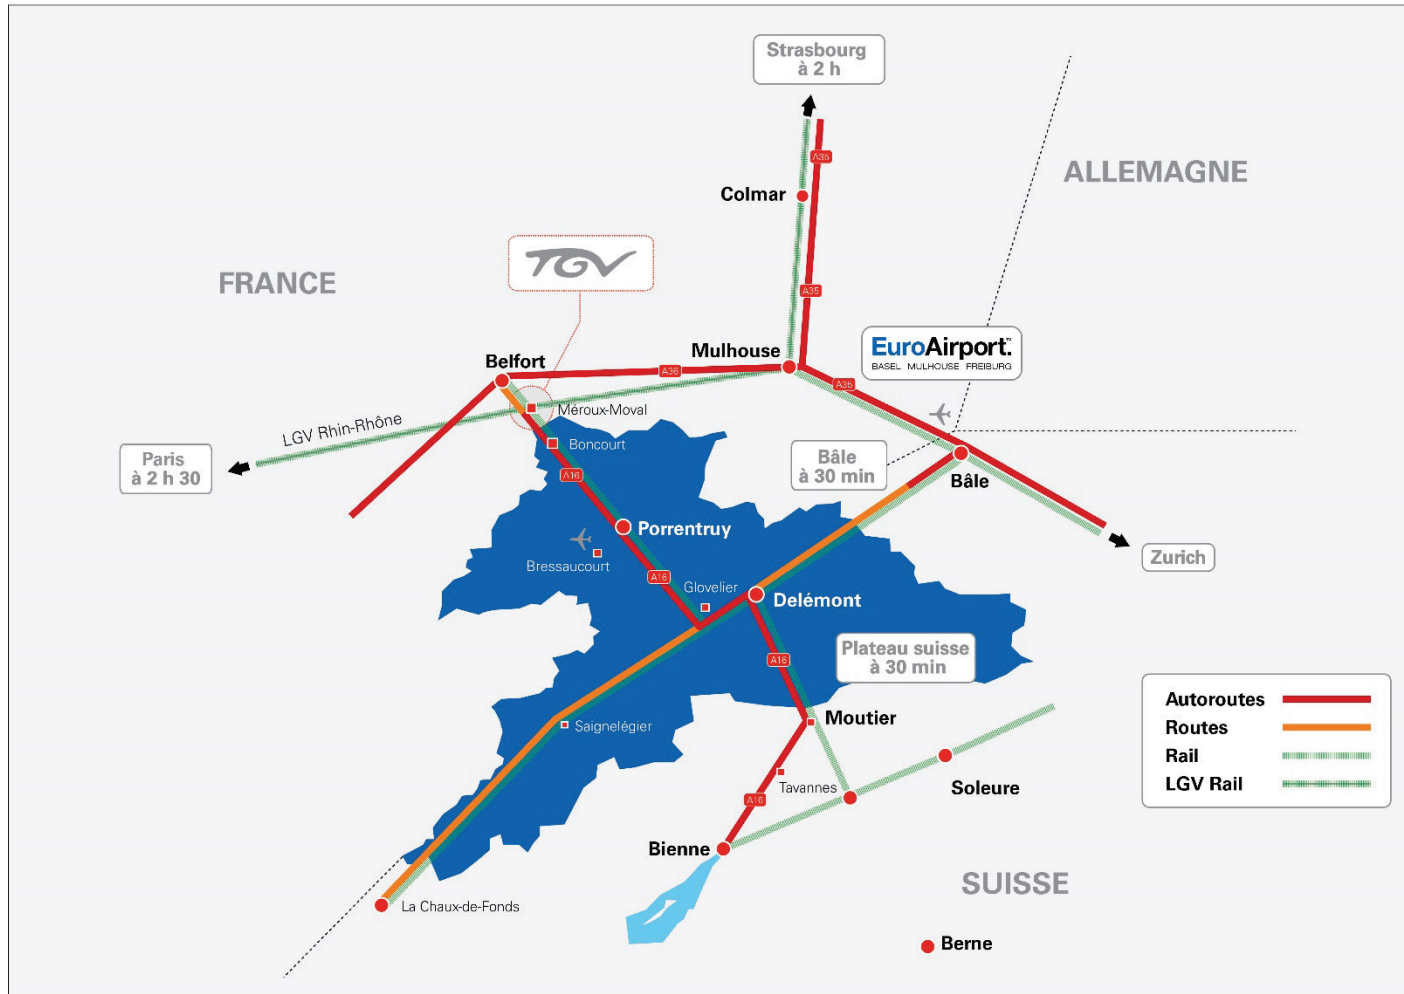 Strasbourg
à 2 h
A35
ALLEMAGNE
Colmar
TGV
FRANCE
A35
EuroAirport.
BASEL MULHOUSE FREIBURG
Mulhouse
Belfort
A36
A35
Méroux-Moval
LGV Rhin-Rhône
Boncourt
Paris
à 2 h 30
Bâle
à 30 min
Bâle
A16
Porrentruy
Zurich
Bressaucourt
A16
Glovelier
Delémont
Plateau suisse
à 30 min
A16
Autoroutes
Routes
Rail
LGV Rail
Moutier
Saignelégier
Tavannes
Soleure
A16
Bienne
SUISSE
La Chaux-de-Fonds
Berne